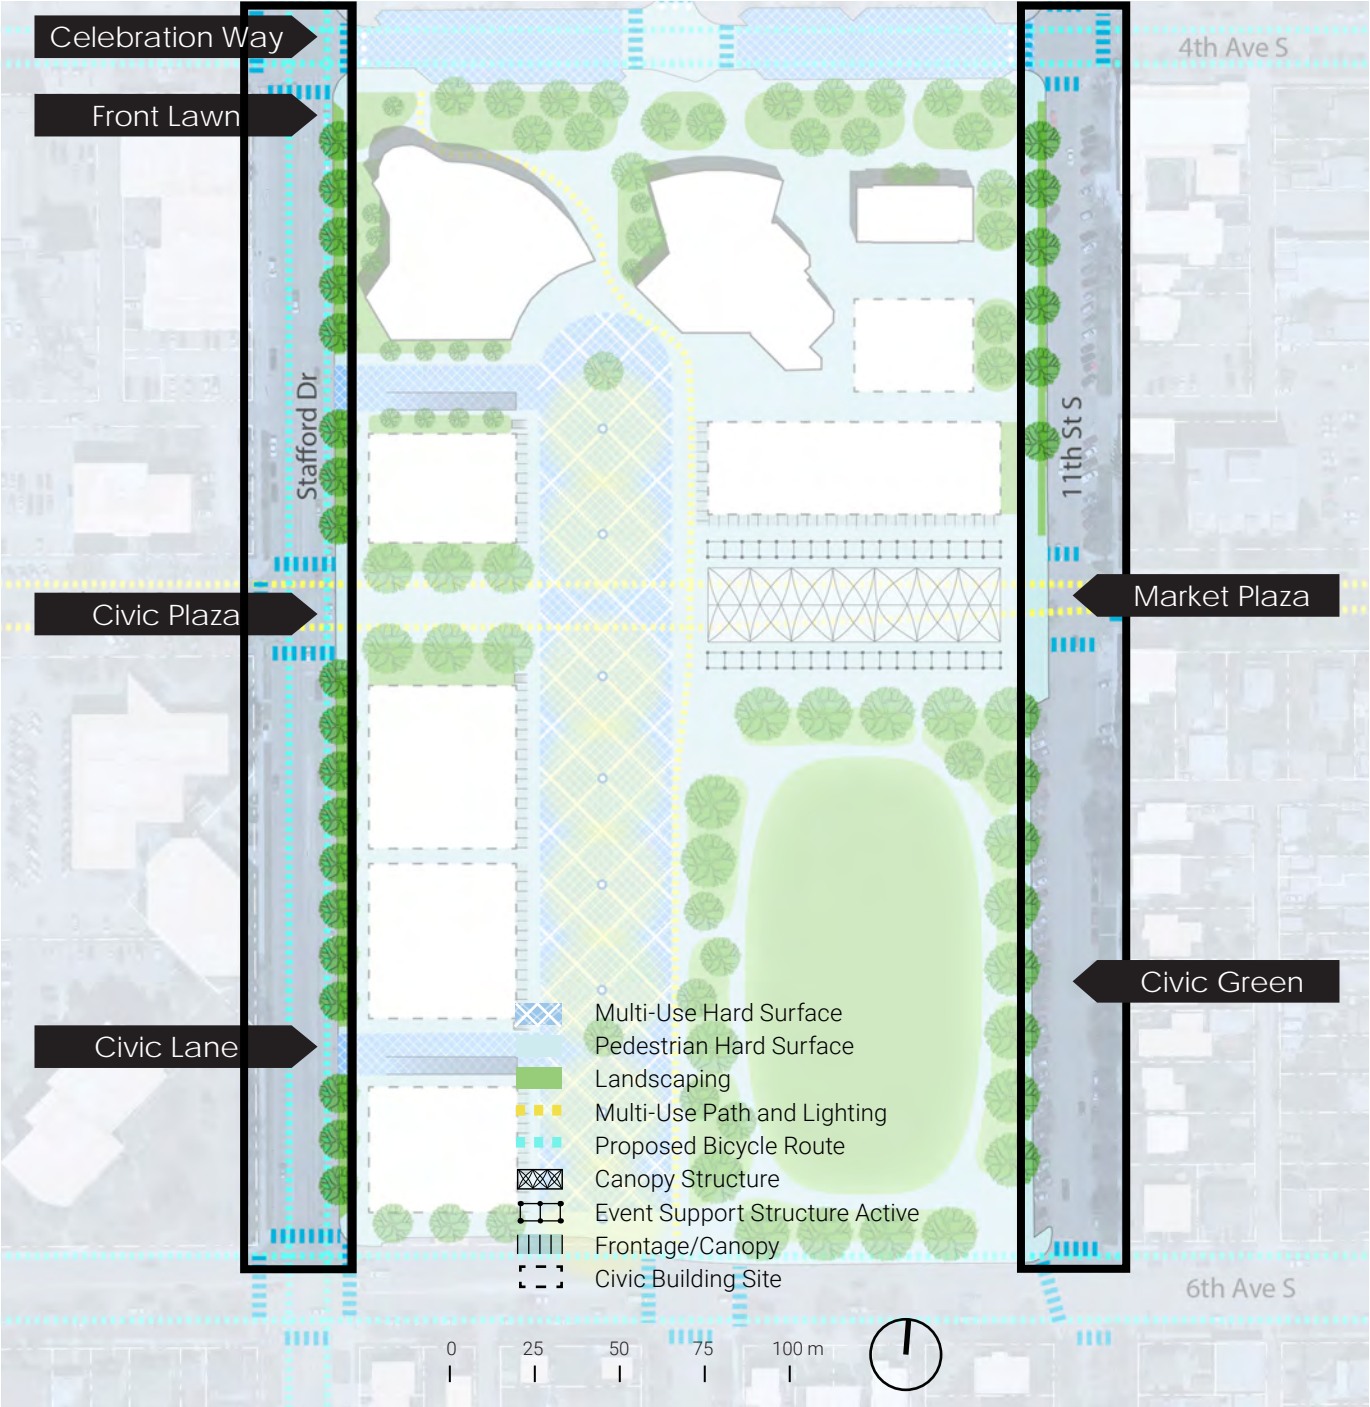 Celebration Way
4th Ave S
Front Lawn
Stafford Dr
11th St S
Market Plaza
Civic Plaza
Civic Green
Civic Lane
Multi-Use Hard Surface
Pedestrian Hard Surface
Landscaping
Multi-Use Path and Lighting
Proposed Bicycle Route
Canopy Structure
Event Support Structure Active
Frontage/Canopy
Civic Building Site
6th Ave S
0 25 50 75 100 m